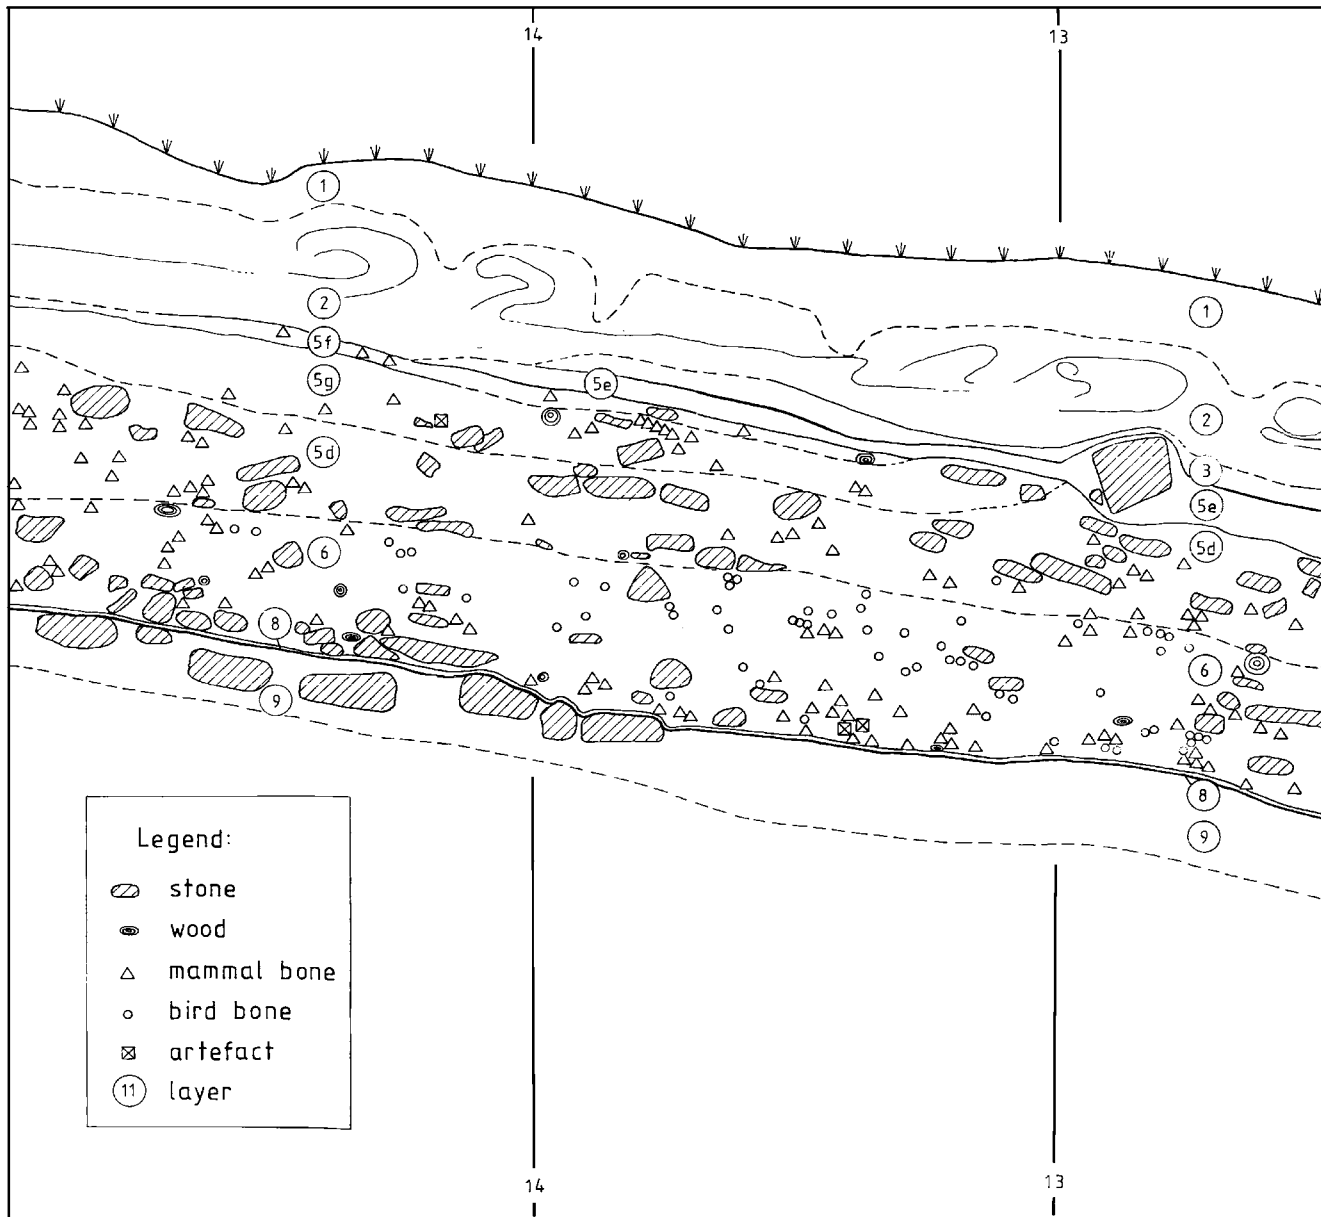 14 13
1
1
2
2
5f
5g
5e
5d
3
5e
5d
6
6
8
9
8
9
Legend:
stone
wood
mammal bone
bird bone
artefact
11 layer
14 13